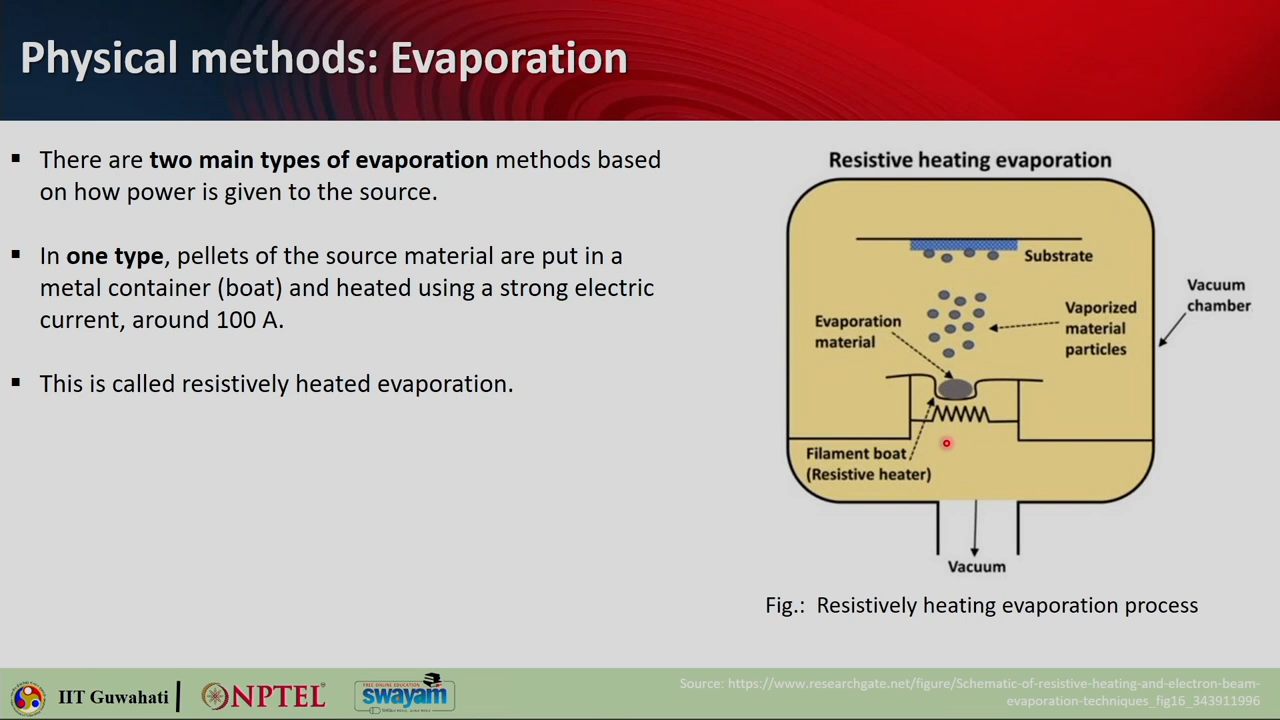 Physical methods: Evaporation
▪ There are two main types of evaporation methods based
on how power is given to the source.
▪ In one type, pellets of the source material are put in a
metal container (boat) and heated using a strong electric
current, around 100 A.
▪ This is called resistively heated evaporation.
Resistive heating evaporation
Substrate
Vacuum
chamber
Evaporation
material
Vaporized
material
particles
Filament boat
(Resistive heater)
Vacuum
Fig.: Resistively heating evaporation process
IIT Guwahati
NPTEL
FREE ONLINE EDUCATION
swayam
Source: https://www.researchgate.net/figure/Schematic-of-resistive-heating-and-electron-beam-
evaporation-techniques_fig16_343911996